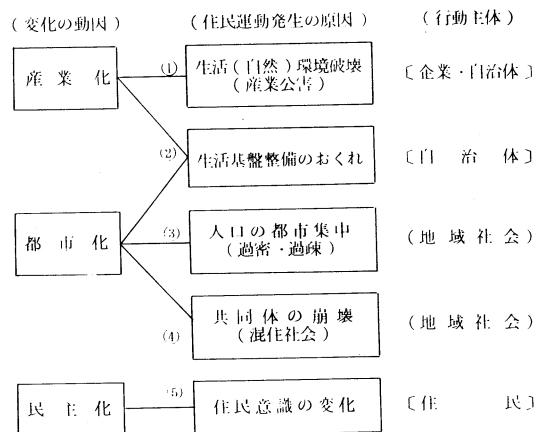 (変化の動因) (住民運動発生の原因) (行動主体)
産業化 (1) 生活(自然)環境破壊 〔企業・自治体〕
(産業公害)
(2) 生活基盤整備のおくれ 〔自治体〕
都市化 (3) 人口の都市集中 (地域社会)
(過密・過疎)
共同体の崩壊 (地域社会)
(4) (混住社会)
民主化 (5) 住民意識の変化 〔住民〕